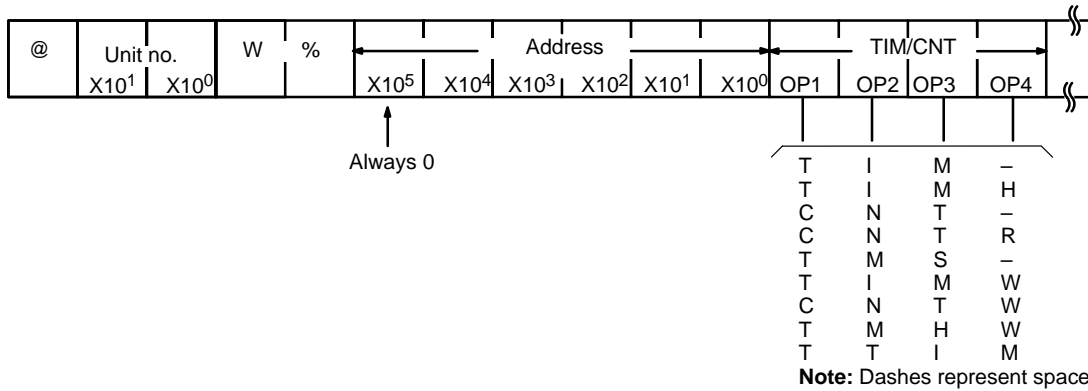 @ Unit no. W % Address TIM/CNT
X10¹ X10⁰ X10⁵ X10⁴ X10³ X10² X10¹ X10⁰ OP1 OP2 OP3 OP4
Always 0
T I M –
T I M H
C N T –
C N T R
T M S –
T I M W
C N T W
T M H W
T T I M
Note: Dashes represent space